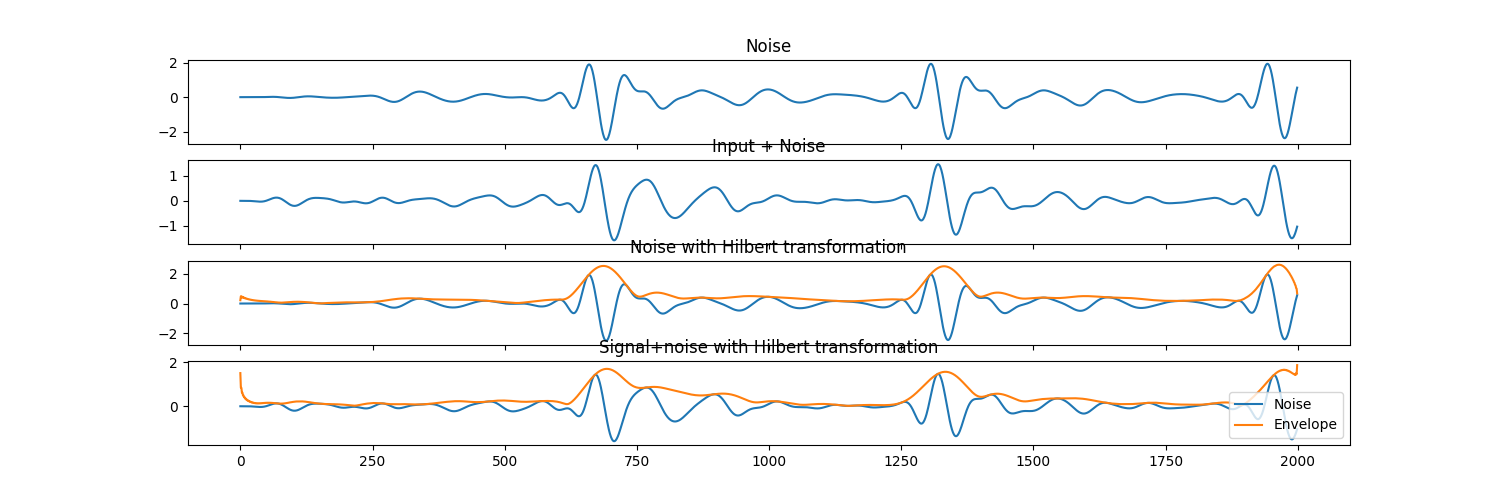 Noise
2
0
−2
Input + Noise
1
0
−1
Noise with Hilbert transformation
2
0
−2
Signal+noise with Hilbert transformation
2
0
Noise
Envelope
0 250 500 750 1000 1250 1500 1750 2000